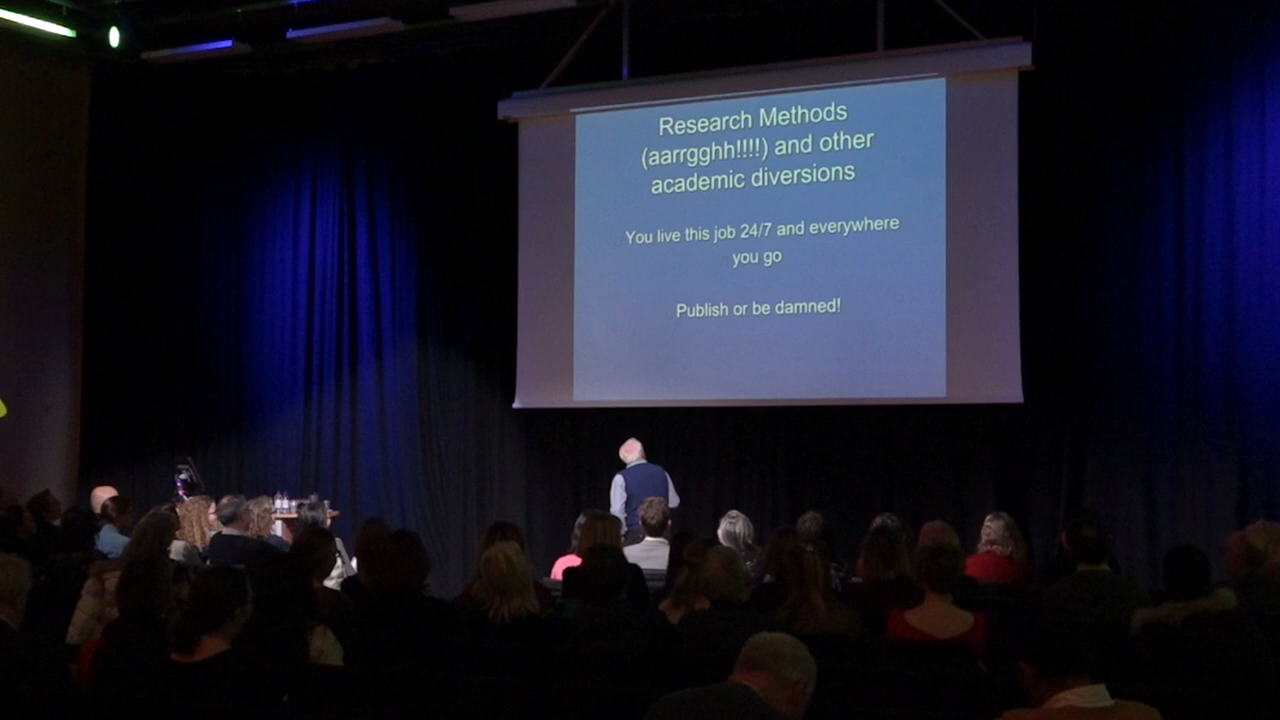 Research Methods
(aarrgghh!!!!) and other
academic diversions
You live this job 24/7 and everywhere
you go
Publish or be damned!